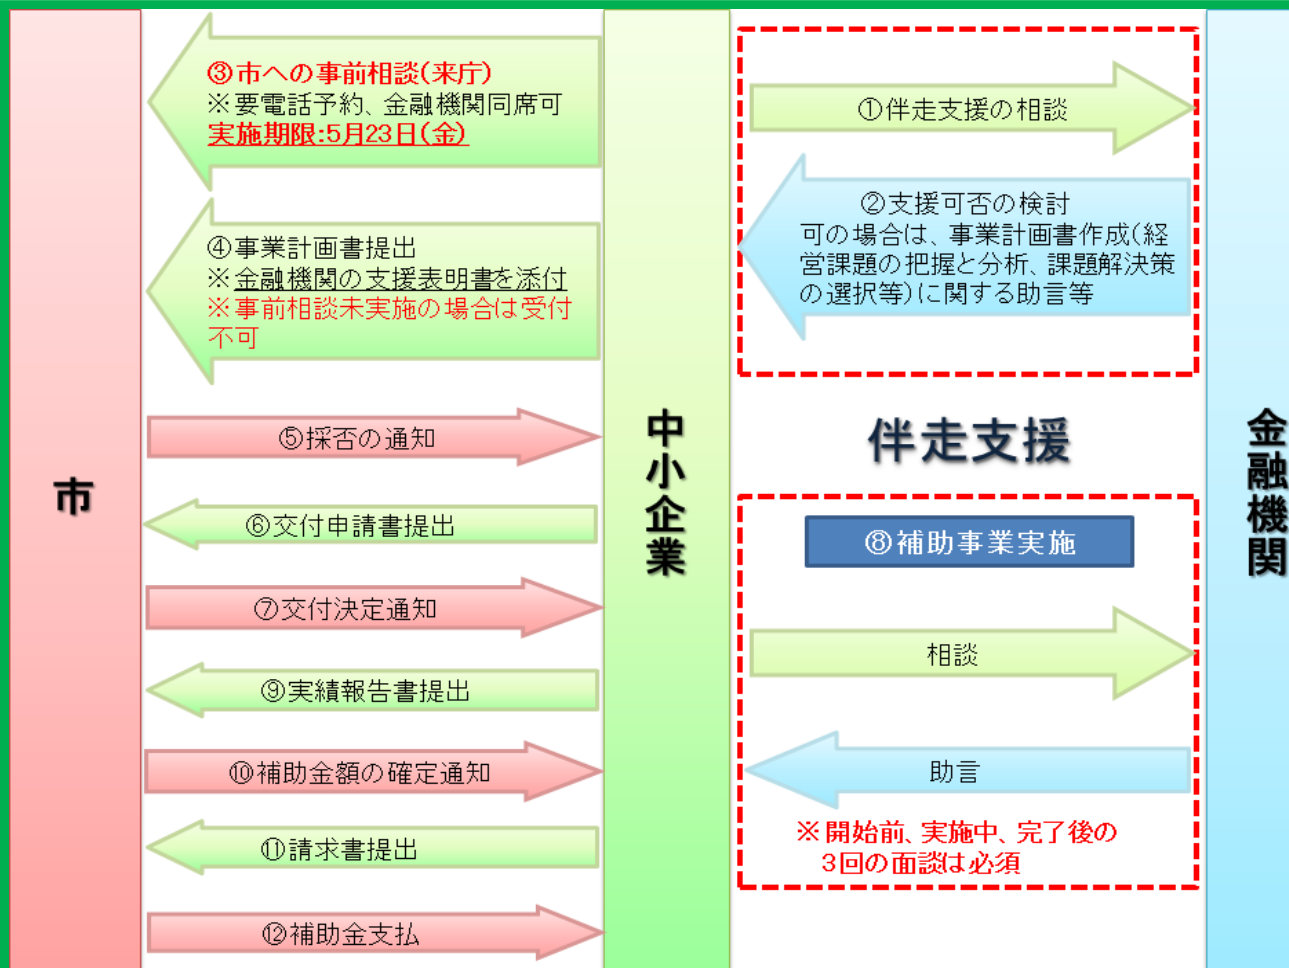 市
③市への事前相談(来庁)
※要電話予約、金融機関同席可
実施期限:5月23日(金)
④事業計画書提出
※金融機関の支援表明書を添付
※事前相談未実施の場合は受付
不可
⑤採否の通知
⑥交付申請書提出
⑦交付決定通知
⑨実績報告書提出
⑩補助金額の確定通知
⑪請求書提出
⑫補助金支払
中小企業
①伴走支援の相談
②支援可否の検討
可の場合は、事業計画書作成(経
営課題の把握と分析、課題解決策
の選択等)に関する助言等
伴走支援
⑧補助事業実施
相談
助言
※開始前、実施中、完了後の
3回の面談は必須
金融機関